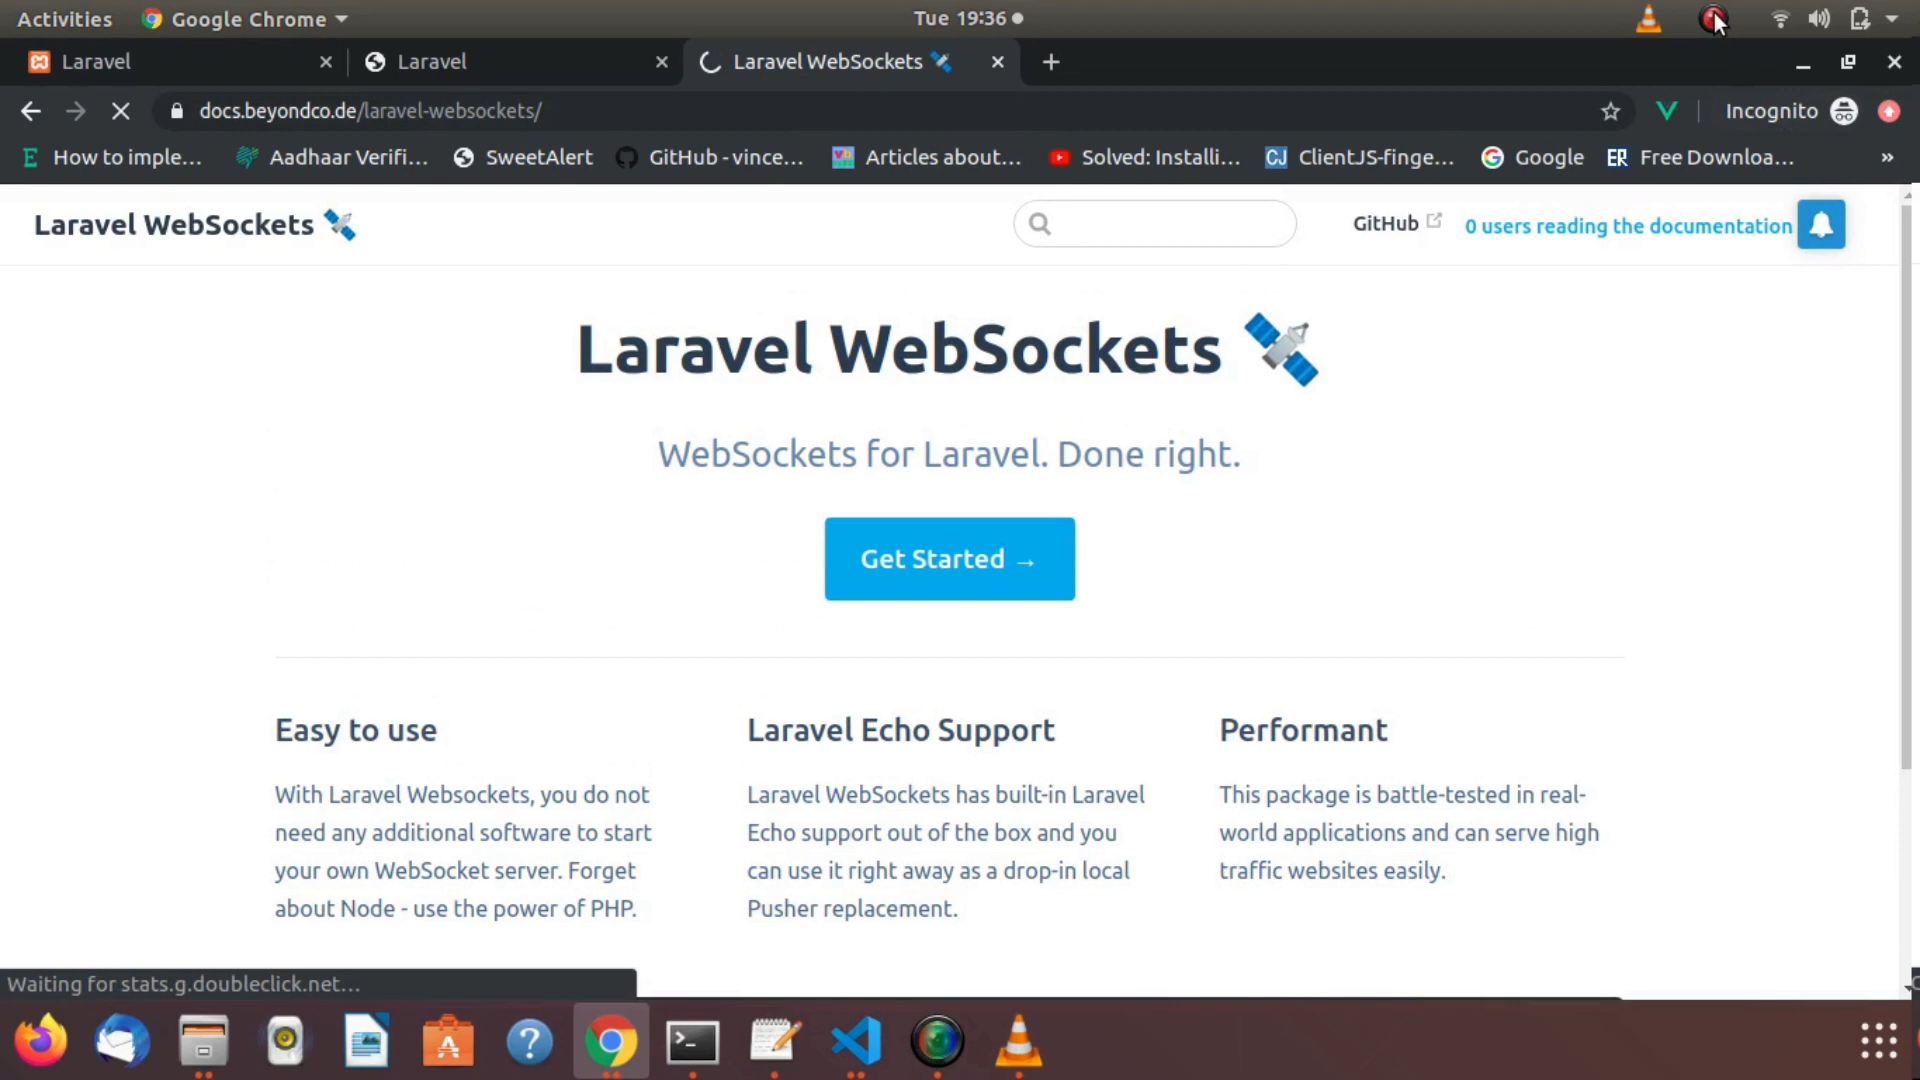 Activities Google Chrome Tue 19:36
Laravel Laravel Laravel WebSockets
docs.beyondco.de/laravel-websockets/ Incognito
How to imple... Aadhaar Verifi... SweetAlert GitHub - vince... Articles about... Solved: Installi... ClientJS-finge... Google Free Downloa... »
Laravel WebSockets GitHub 0 users reading the documentation
Laravel WebSockets
WebSockets for Laravel. Done right.
Get Started →
Easy to use
With Laravel Websockets, you do not
need any additional software to start
your own WebSocket server. Forget
about Node - use the power of PHP.
Laravel Echo Support
Laravel WebSockets has built-in Laravel
Echo support out of the box and you
can use it right away as a drop-in local
Pusher replacement.
Performant
This package is battle-tested in real-
world applications and can serve high
traffic websites easily.
Waiting for stats.g.doubleclick.net...